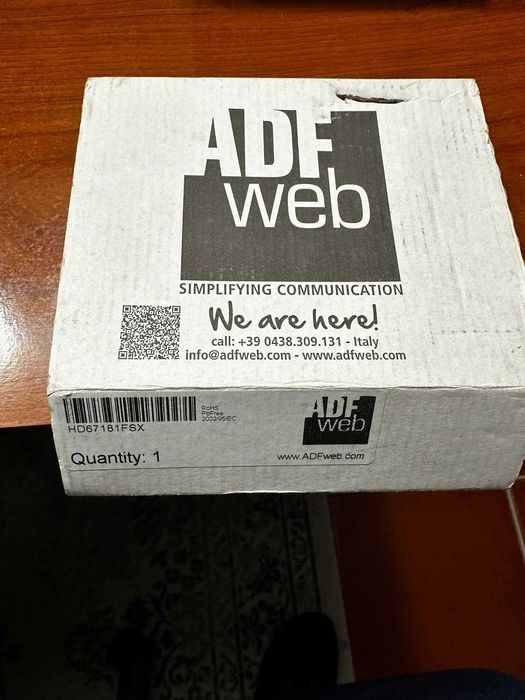 ADF
web
SIMPLIFYING COMMUNICATION
We are here!
call: +39 0438.309.131 - Italy
info@adfweb.com - www.adfweb.com
RoHS
PbFree
2002/95/EC
HD67181FSX
ADF
web
Quantity: 1
www.ADFweb.com